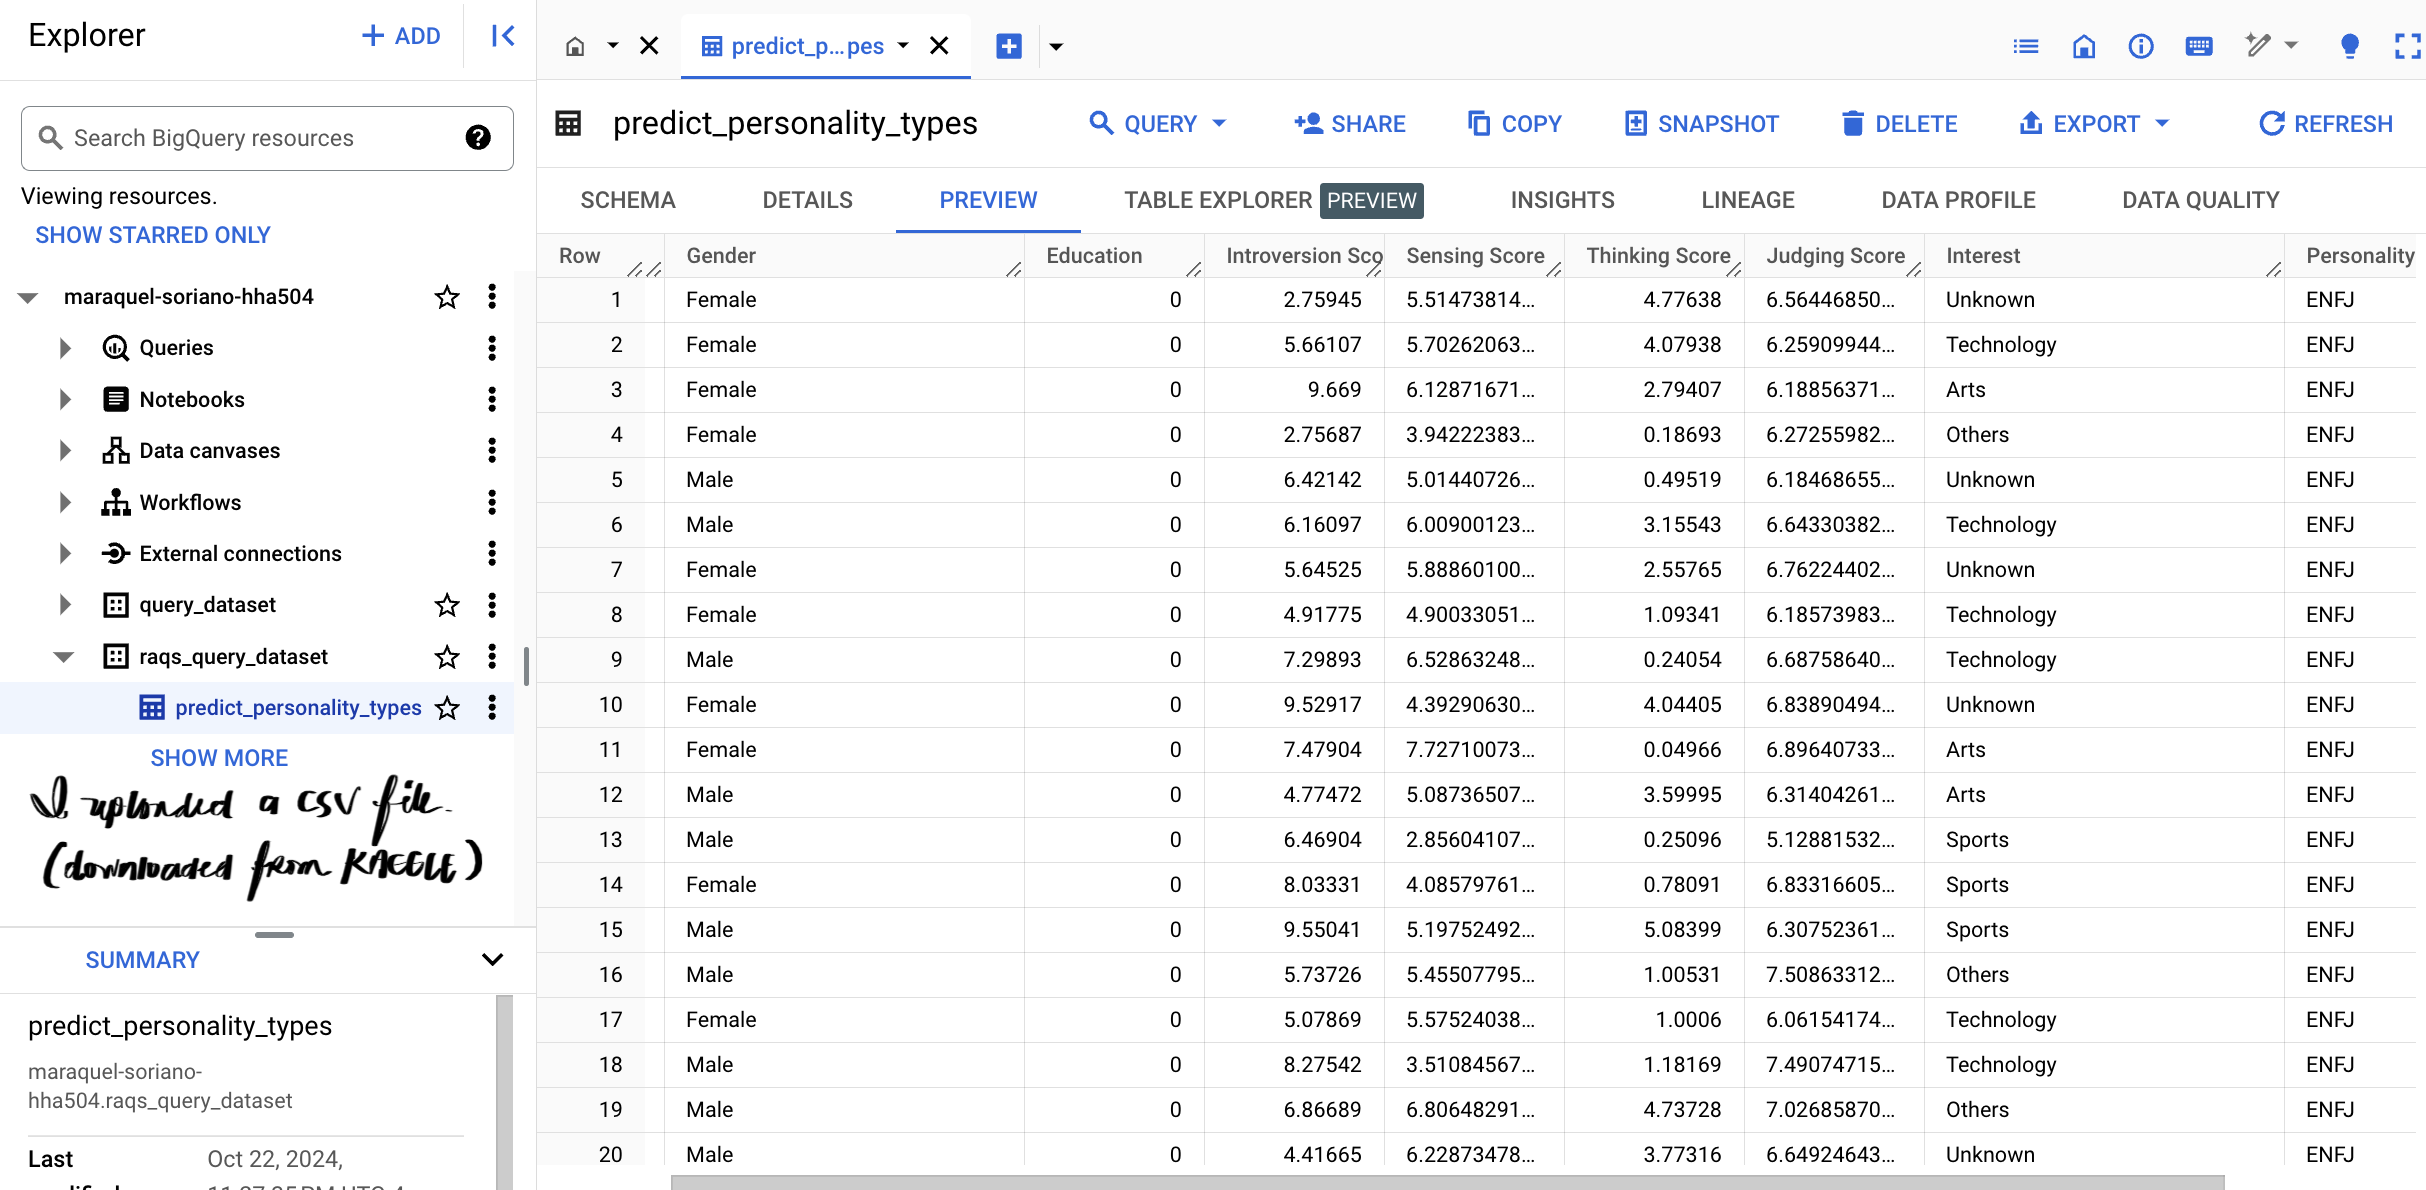 Explorer
+ ADD
Search BigQuery resources
Viewing resources.
SHOW STARRED ONLY
maraquel-soriano-hha504
Queries
Notebooks
Data canvases
Workflows
External connections
query_dataset
raqs_query_dataset
predict_personality_types
SHOW MORE
I uploaded a CSV file.
(downloaded from KAGGLE)
SUMMARY
predict_personality_types
maraquel-soriano-
hha504.raqs_query_dataset
Last Oct 22, 2024,
predict_p...pes
predict_personality_types QUERY SHARE COPY SNAPSHOT DELETE EXPORT REFRESH
SCHEMA DETAILS PREVIEW TABLE EXPLORER PREVIEW INSIGHTS LINEAGE DATA PROFILE DATA QUALITY
Row Gender Education Introversion Sco Sensing Score Thinking Score Judging Score Interest Personality
1 Female 0 2.75945 5.51473814... 4.77638 6.56446850... Unknown ENFJ
2 Female 0 5.66107 5.70262063... 4.07938 6.25909944... Technology ENFJ
3 Female 0 9.669 6.12871671... 2.79407 6.18856371... Arts ENFJ
4 Female 0 2.75687 3.94222383... 0.18693 6.27255982... Others ENFJ
5 Male 0 6.42142 5.01440726... 0.49519 6.18468655... Unknown ENFJ
6 Male 0 6.16097 6.00900123... 3.15543 6.64330382... Technology ENFJ
7 Female 0 5.64525 5.88860100... 2.55765 6.76224402... Unknown ENFJ
8 Female 0 4.91775 4.90033051... 1.09341 6.18573983... Technology ENFJ
9 Male 0 7.29893 6.52863248... 0.24054 6.68758640... Technology ENFJ
10 Female 0 9.52917 4.39290630... 4.04405 6.83890494... Unknown ENFJ
11 Female 0 7.47904 7.72710073... 0.04966 6.89640733... Arts ENFJ
12 Male 0 4.77472 5.08736507... 3.59995 6.31404261... Arts ENFJ
13 Male 0 6.46904 2.85604107... 0.25096 5.12881532... Sports ENFJ
14 Female 0 8.03331 4.08579761... 0.78091 6.83316605... Sports ENFJ
15 Male 0 9.55041 5.19752492... 5.08399 6.30752361... Sports ENFJ
16 Male 0 5.73726 5.45507795... 1.00531 7.50863312... Others ENFJ
17 Female 0 5.07869 5.57524038... 1.0006 6.06154174... Technology ENFJ
18 Male 0 8.27542 3.51084567... 1.18169 7.49074715... Technology ENFJ
19 Male 0 6.86689 6.80648291... 4.73728 7.02685870... Others ENFJ
20 Male 0 4.41665 6.22873478... 3.77316 6.64924643... Unknown ENFJ